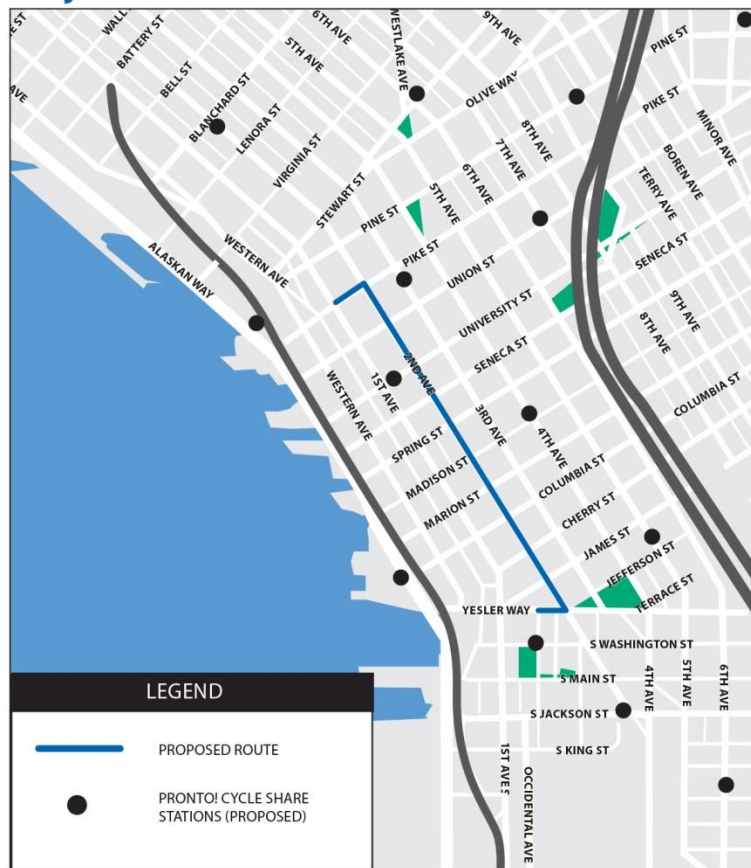 6TH AVE
WESTLAKE AVE
9TH AVE
PINE ST
BATTERY ST
5TH AVE
BELL ST
BLANCHARD ST
OLIVE WAY
PIKE ST
MINOR AVE
LENORA ST
8TH AVE
7TH AVE
BOREN AVE
VIRGINIA ST
6TH AVE
TERRY AVE
STEWART ST
5TH AVE
PINE ST
SENECA ST
WESTERN AVE
PIKE ST
ALASKAN WAY
UNION ST
9TH AVE
UNIVERSITY ST
8TH AVE
SENECA ST
2ND AVE
1ST AVE
WESTERN AVE
COLUMBIA ST
3RD AVE
SPRING ST
4TH AVE
MADISON ST
COLUMBIA ST
MARION ST
CHERRY ST
JAMES ST
JEFFERSON ST
TERRACE ST
YESLER WAY
S WASHINGTON ST
S MAIN ST
4TH AVE
5TH AVE
6TH AVE
S JACKSON ST
S KING ST
1ST AVE S
OCCIDENTAL AVE
LEGEND
PROPOSED ROUTE
PRONTO! CYCLE SHARE
STATIONS (PROPOSED)